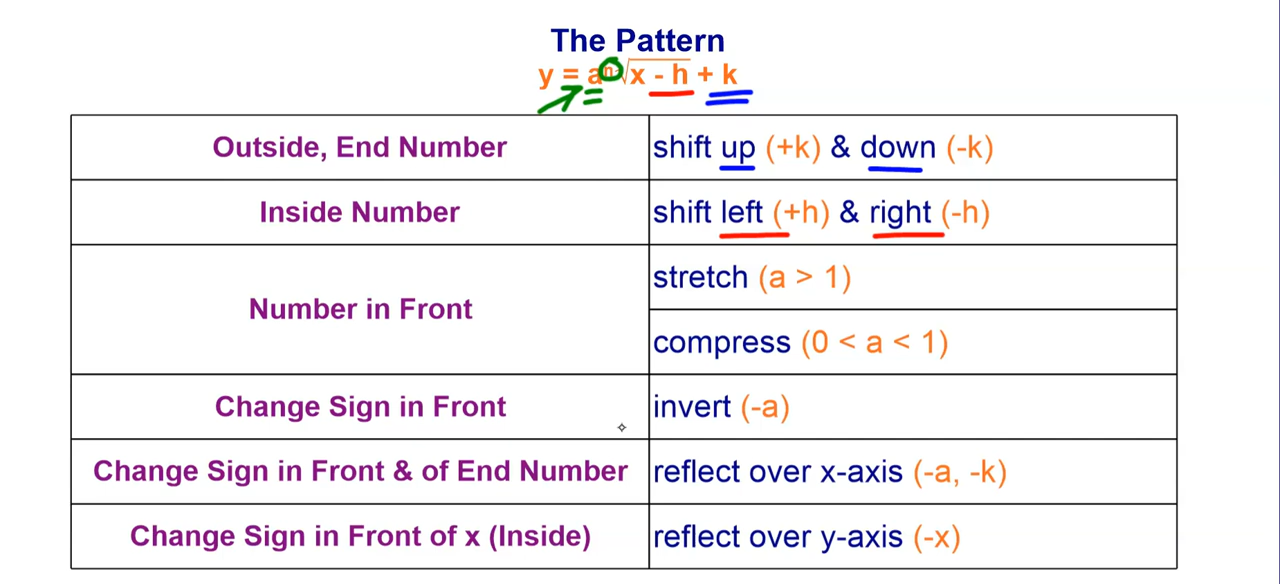 The Pattern
y = aⁿ√x - h + k
Outside, End Number
shift up (+k) & down (-k)
Inside Number
shift left (+h) & right (-h)
Number in Front
stretch (a > 1)
compress (0 < a < 1)
Change Sign in Front
invert (-a)
Change Sign in Front & of End Number
reflect over x-axis (-a, -k)
Change Sign in Front of x (Inside)
reflect over y-axis (-x)